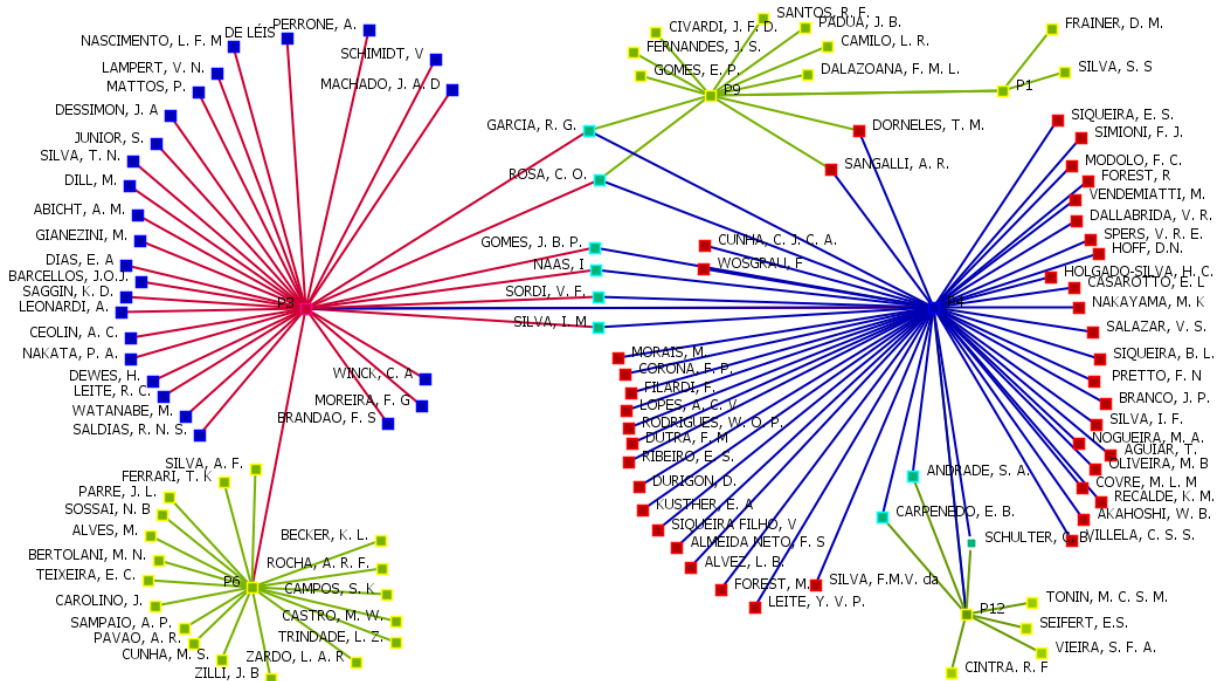 PERRONE, A.
DE LÉIS
NASCIMENTO, L. F. M
SCHIMIDT, V
LAMPERT, V. N.
MACHADO, J. A. D
MATTOS, P.
DESSIMON, J. A
JUNIOR, S.
SILVA, T. N.
DILL, M.
ABICHT, A. M.
GIANEZINI, M.
DIAS, E. A
BARCELLOS, J.O.J.
SAGGIN, K. D.
LEONARDI, A.
CEOLIN, A. C.
NAKATA, P. A.
DEWES, H.
LEITE, R. C.
WATANABE, M.
SALDIAS, R. N. S.
P3
WINCK, C. A
MOREIRA, F. G
BRANDAO, F. S
SANTOS, R. F.
CIVARDI, J. F. D.
PADUA, J. B.
FERNANDES, J. S.
CAMILO, L. R.
GOMES, E. P.
DALAZOANA, F. M. L.
P9
FRAINER, D. M.
SILVA, S. S
P1
GARCIA, R. G.
DORNELES, T. M.
ROSA, C. O.
SANGALLI, A. R.
GOMES, J. B. P.
CUNHA, C. J. C. A.
NAAS, I
WOSGRAU, F
SORDI, V. F.
SILVA, I. M
P4
SIQUEIRA, E. S.
SIMIONI, F. J.
MODOLO, F. C.
FOREST, R
VENDEMIATTI, M.
DALLABRIDA, V. R.
SPERS, V. R. E.
HOFF, D.N.
HOLGADO-SILVA, H. C.
CASAROTTO, E. L
NAKAYAMA, M. K
SALAZAR, V. S.
SIQUEIRA, B. L.
PRETTO, F. N
BRANCO, J. P.
SILVA, I. F.
NOGUEIRA, M. A.
AGUIAR, T.
OLIVEIRA, M. B
COVRE, M. L. M
RECALDE, K. M.
AKAHOSHI, W. B.
VILLELA, C. S. S.
MORAIS, M.
CORONA, F. P.
FILARDI, F.
LOPES, A. C. V.
RODRIGUES, W. O. P.
DUTRA, F. M
RIBEIRO, E. S.
DURIGON, D.
KUSTHER, E. A
SIQUEIRA FILHO, V
ALMEIDA NETO, F. S
ALVEZ, L. B.
FOREST, M.
SILVA, F.M.V. da
LEITE, Y. V. P.
ANDRADE, S. A.
CARPENEDO, E. B.
SCHULTER, C. B
P12
TONIN, M. C. S. M.
SEIFERT, E.S.
VIEIRA, S. F. A.
CINTRA. R. F
SILVA, A. F.
FERRARI, T. K
PARRE, J. L.
SOSSAI, N. B
ALVES, M.
BERTOLANI, M. N.
TEIXEIRA, E. C.
CAROLINO, J.
SAMPAIO, A. P.
PAVAO, A. R.
CUNHA, M. S.
ZILLI, J. B
P6
BECKER, K. L.
ROCHA, A. R. F.
CAMPOS, S. K
CASTRO, M. W.
TRINDADE, L. Z.
ZARDO, L. A. R